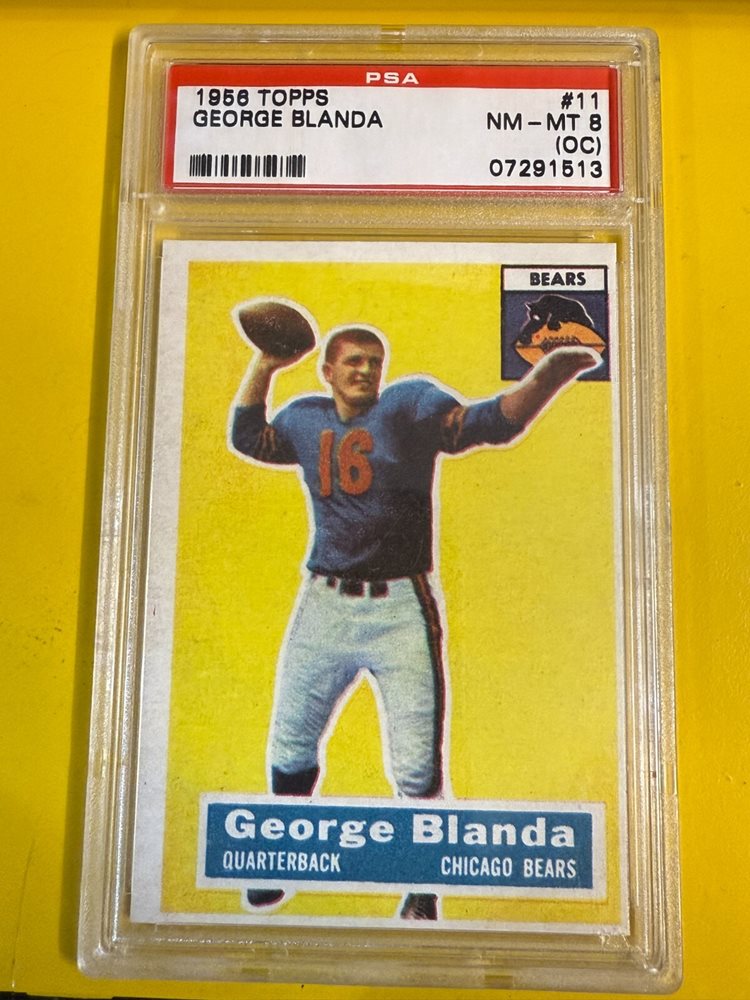 PSA
1956 TOPPS #11
GEORGE BLANDA NM-MT 8
(OC)
07291513
BEARS
16
George Blanda
QUARTERBACK CHICAGO BEARS